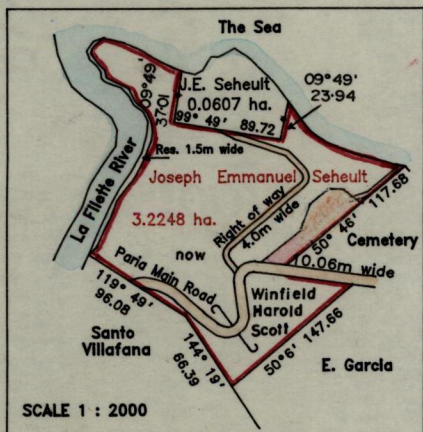 The Sea
J.E. Seheult
0.0607 ha.
09°49'
37.01
99° 49' 89.72
09°49'
23.94
Res. 1.5m wide
La Filette River
Joseph Emmanuel Seheult
3.2248 ha.
now
Right of way
4.0m wide
50° 46' 117.68
Cemetery
10.06m wide
Paria Main Road
119° 49'
96.08
Winfield
Harold
Scott
Santo
Villafana
144° 19'
66.39
50°6' 147.66
E. Garcia
SCALE 1 : 2000